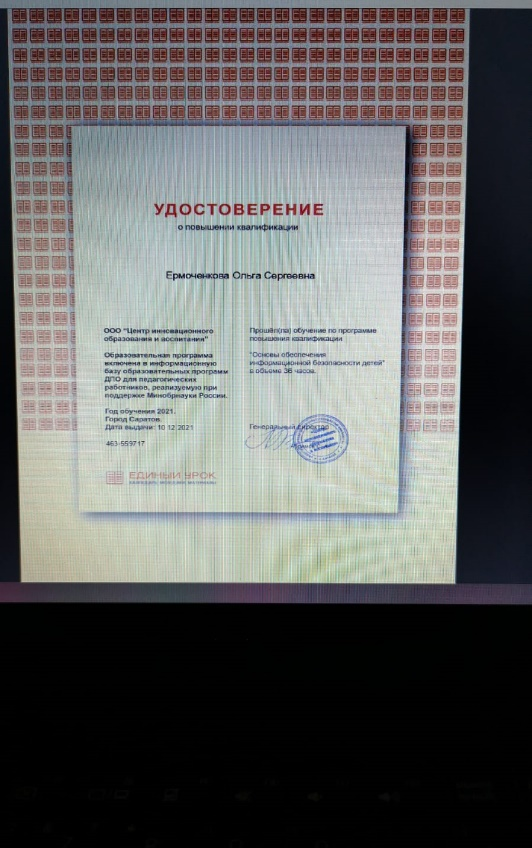 УДОСТОВЕРЕНИЕ
о повышении квалификации
Ермоченкова Ольга Сергеевна
ООО "Центр инновационного
образования и воспитания"
Образовательная программа
включена в информационную
базу образовательных программ
ДПО для педагогических
работников, реализуемую при
поддержке Минобрнауки России.
Год обучения 2021.
Город Саратов.
Дата выдачи: 10.12.2021
463-559717
Прошёл(ла) обучение по программе
повышения квалификации
"Основы обеспечения
информационной безопасности детей"
в объеме 36 часов.
Генеральный директор
ЕДИНЫЙ УРОК